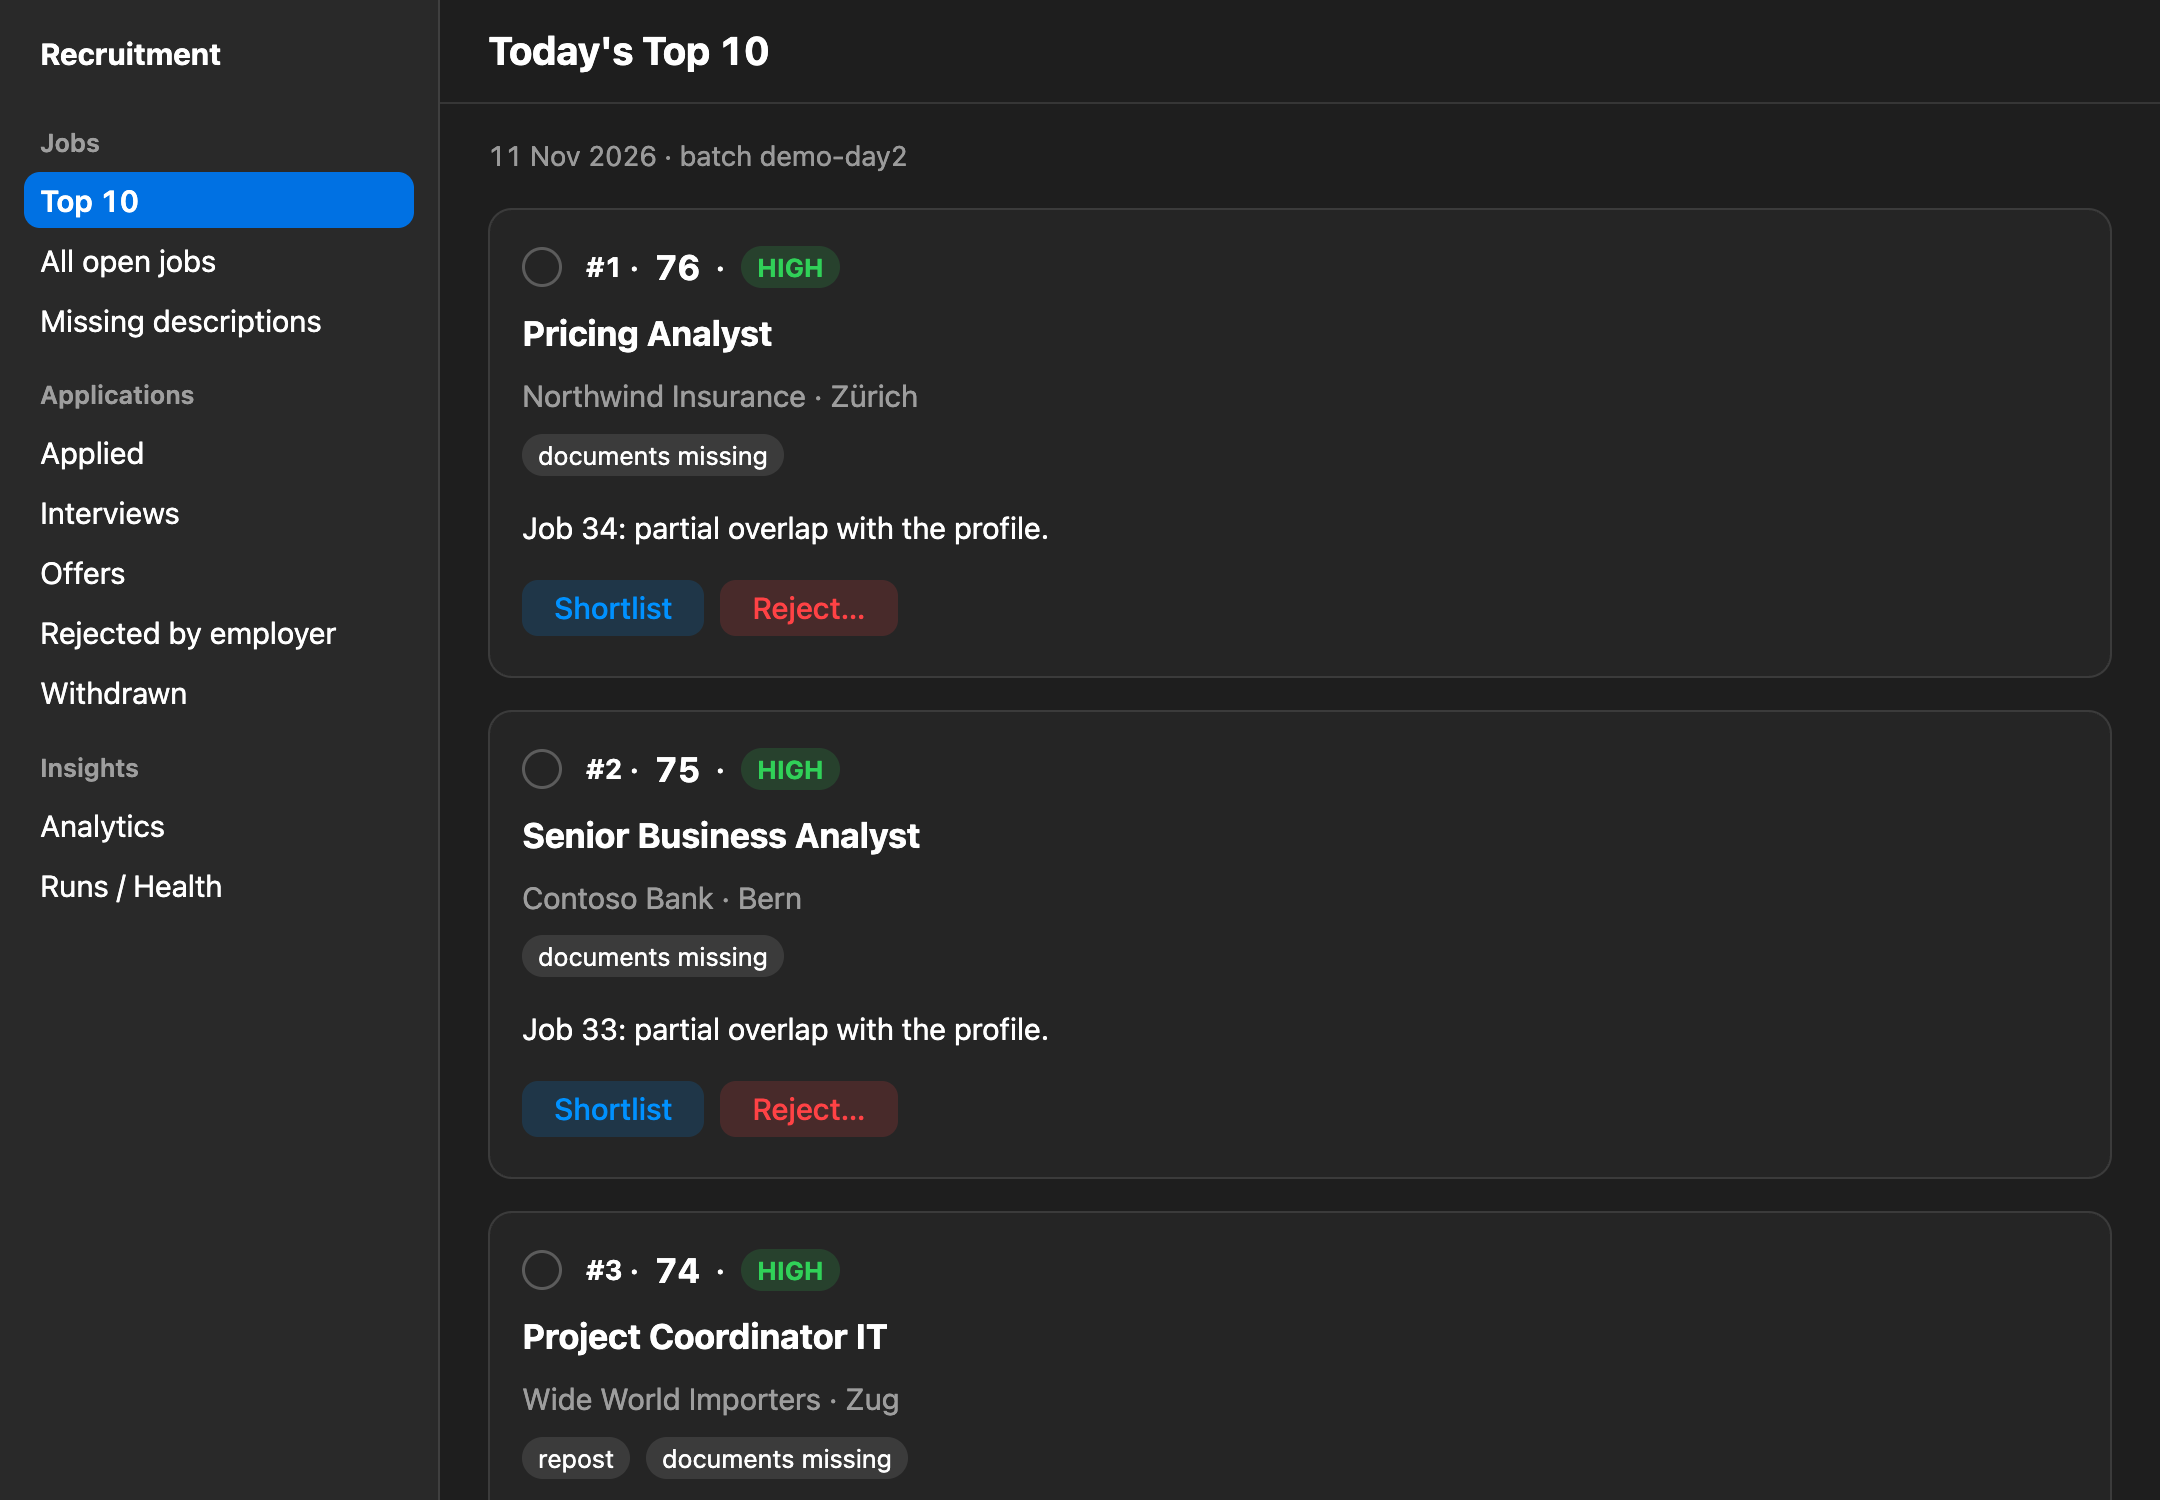 Recruitment
Jobs
Top 10
All open jobs
Missing descriptions
Applications
Applied
Interviews
Offers
Rejected by employer
Withdrawn
Insights
Analytics
Runs / Health
Today's Top 10
11 Nov 2026 · batch demo-day2
#1 · 76 · HIGH
Pricing Analyst
Northwind Insurance · Zürich
documents missing
Job 34: partial overlap with the profile.
Shortlist Reject...
#2 · 75 · HIGH
Senior Business Analyst
Contoso Bank · Bern
documents missing
Job 33: partial overlap with the profile.
Shortlist Reject...
#3 · 74 · HIGH
Project Coordinator IT
Wide World Importers · Zug
repost documents missing